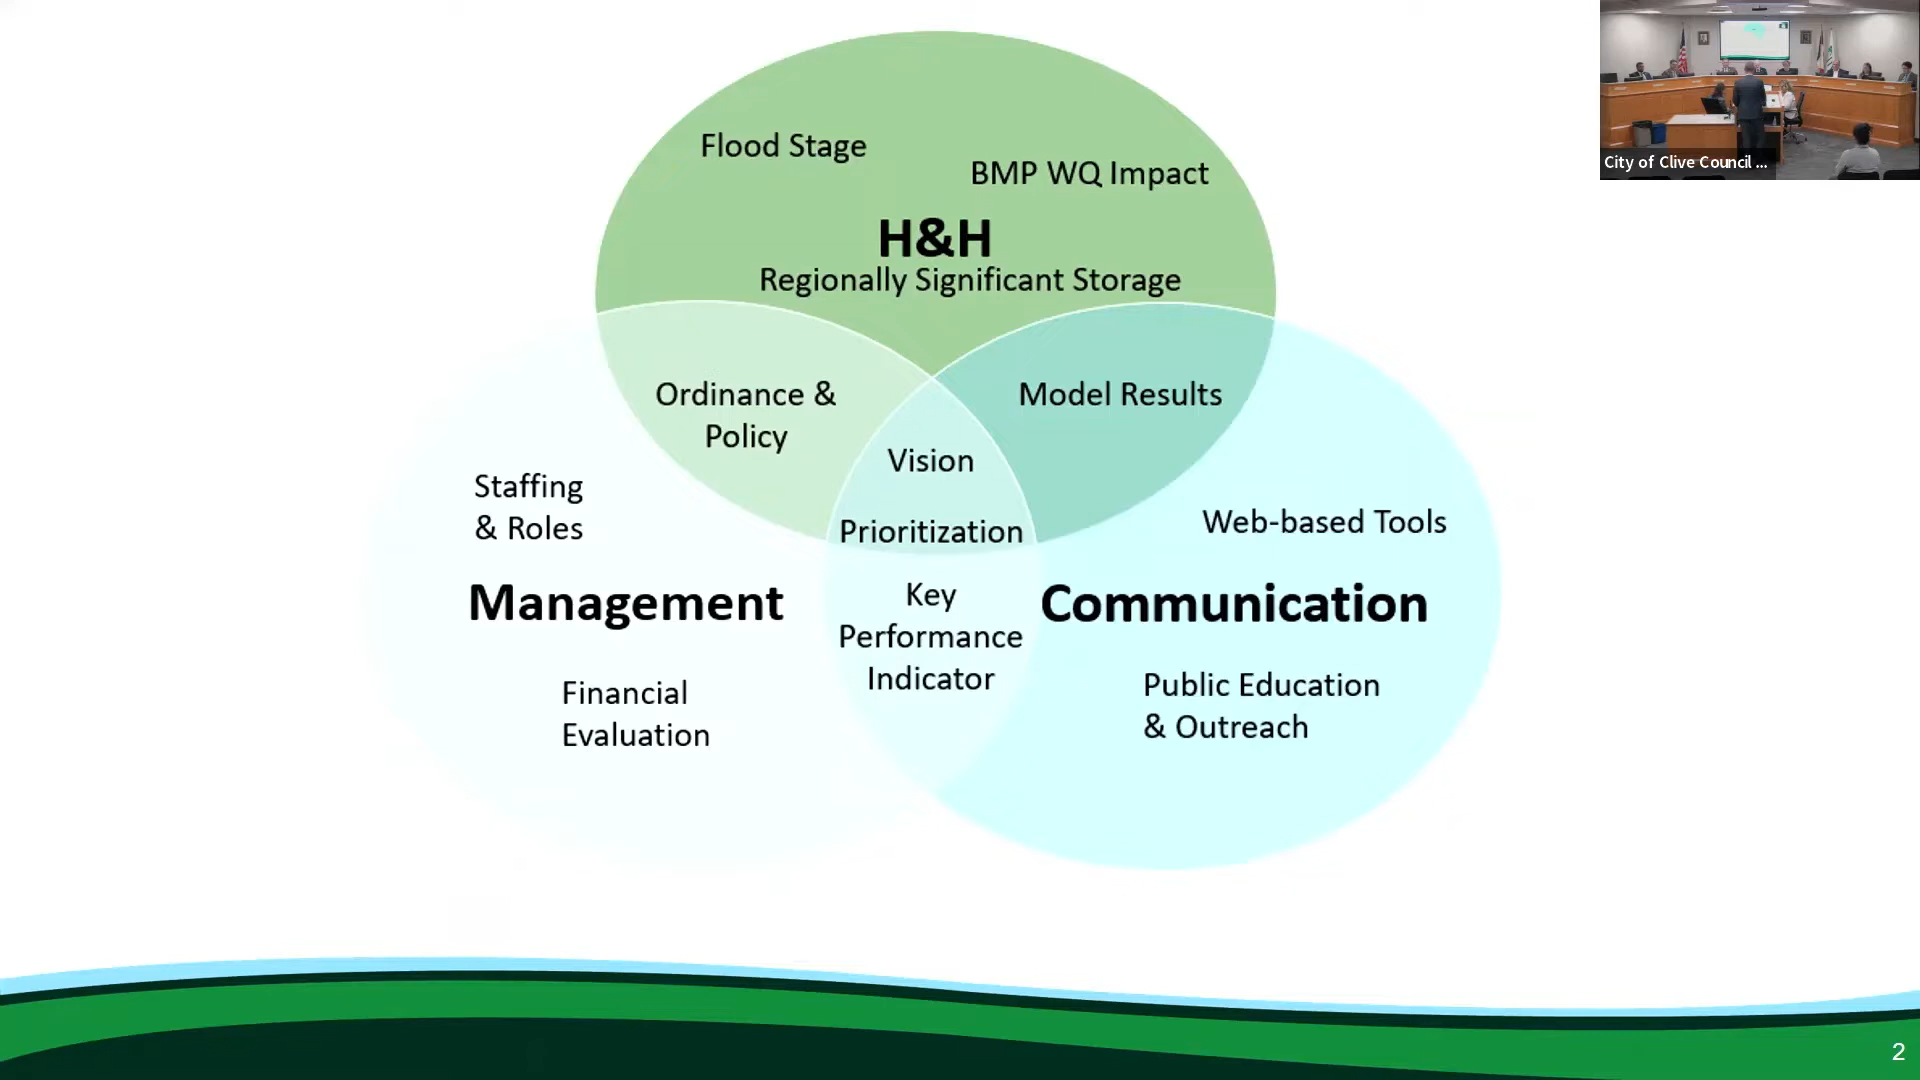 Flood Stage
BMP WQ Impact
H&H
Regionally Significant Storage
Ordinance &
Policy
Model Results
Vision
Prioritization
Staffing
& Roles
Management
Financial
Evaluation
Key
Performance
Indicator
Web-based Tools
Communication
Public Education
& Outreach
City of Clive Council ...
2